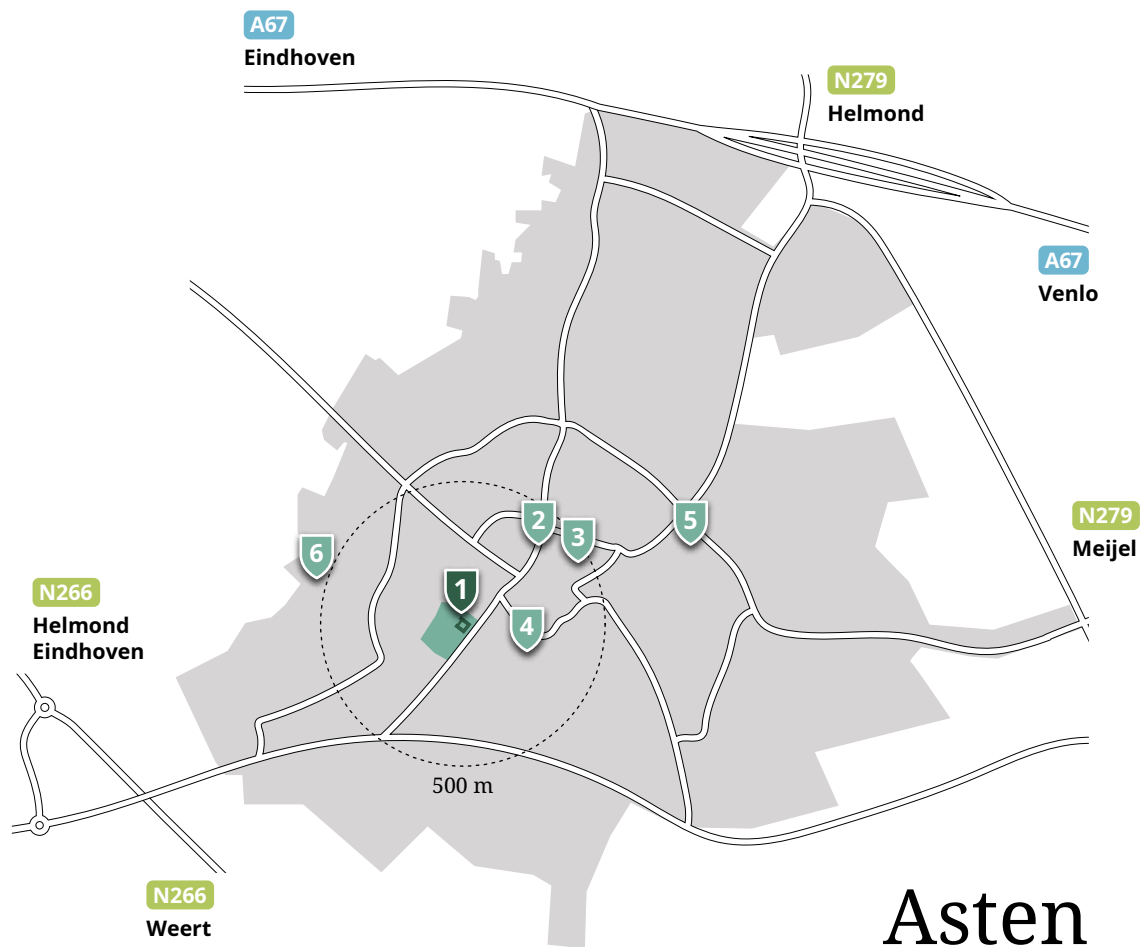 A67
Eindhoven
N279
Helmond
A67
Venlo
N279
Meijel
2
3
5
6
1
4
N266
Helmond
Eindhoven
500 m
N266
Weert
Asten